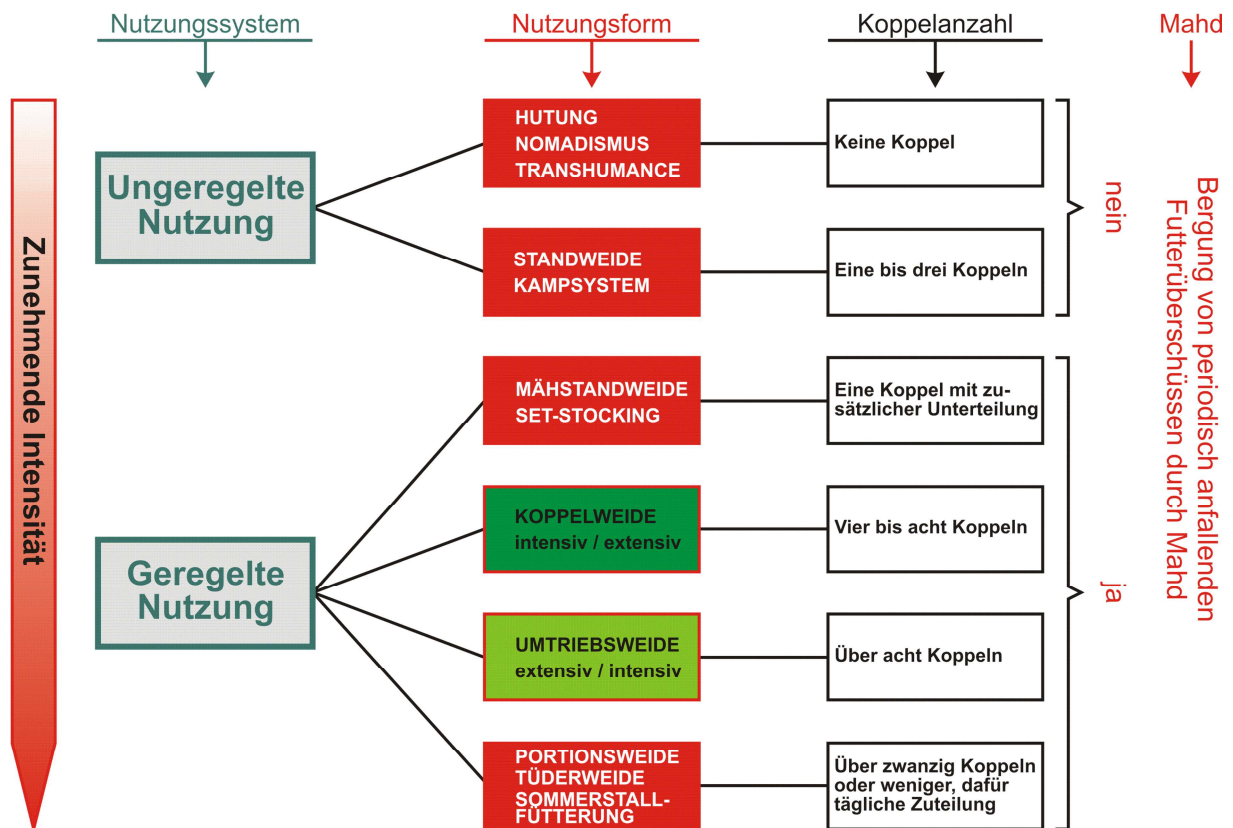 Nutzungssystem
Nutzungsform
Koppelanzahl
Mahd
Zunehmende Intensität
Ungeregelte
Nutzung
HUTUNG
NOMADISMUS
TRANSHUMANCE
Keine Koppel
STANDWEIDE
KAMPSYSTEM
Eine bis drei Koppeln
nein
Geregelte
Nutzung
MÄHSTANDWEIDE
SET-STOCKING
Eine Koppel mit zu-
sätzlicher Unterteilung
KOPPELWEIDE
intensiv / extensiv
Vier bis acht Koppeln
UMTRIEBSWEIDE
extensiv / intensiv
Über acht Koppeln
PORTIONSWEIDE
TÜDERWEIDE
SOMMERSTALL-
FÜTTERUNG
Über zwanzig Koppeln
oder weniger, dafür
tägliche Zuteilung
ja
Bergung von periodisch anfallenden
Futterüberschüssen durch Mahd